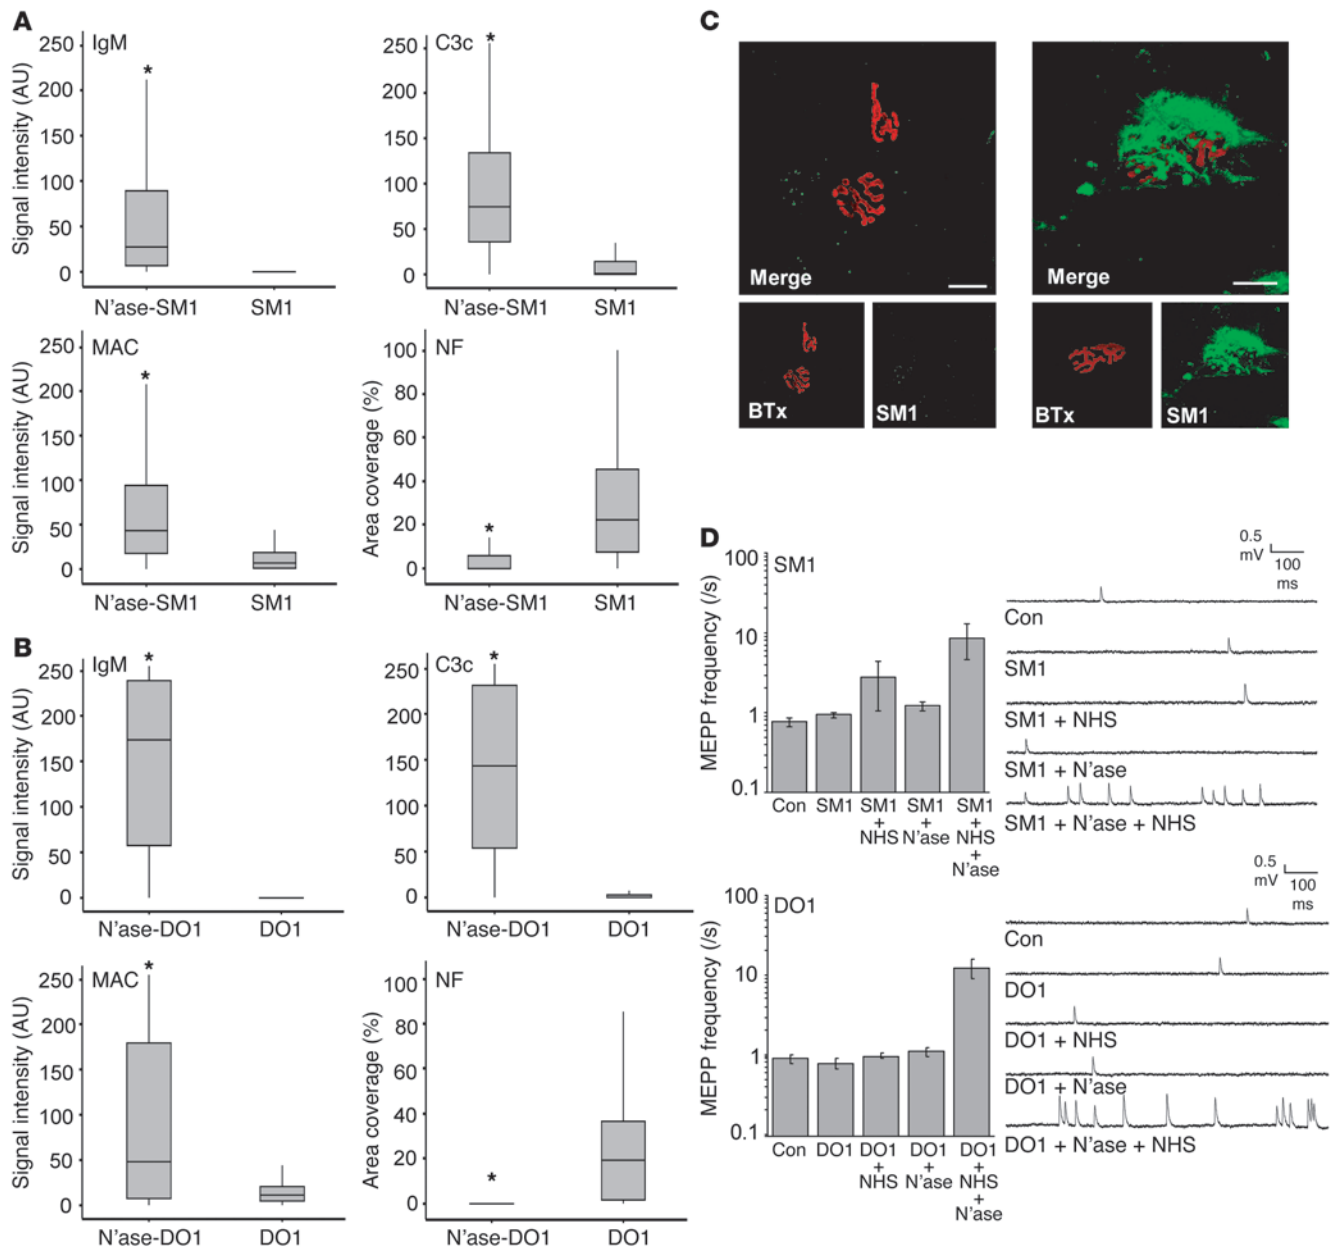 A
IgM
Signal intensity (AU)
250
200
150
100
50
0
*
N'ase-SM1 SM1
C3c
250
200
150
100
50
0
*
N'ase-SM1 SM1
MAC
Signal intensity (AU)
250
200
150
100
50
0
*
N'ase-SM1 SM1
NF
Area coverage (%)
100
80
60
40
20
0
*
N'ase-SM1 SM1
B
IgM
Signal intensity (AU)
250
200
150
100
50
0
*
N'ase-DO1 DO1
C3c
250
200
150
100
50
0
*
N'ase-DO1 DO1
MAC
Signal intensity (AU)
250
200
150
100
50
0
*
N'ase-DO1 DO1
NF
Area coverage (%)
100
80
60
40
20
0
*
N'ase-DO1 DO1
C
Merge
BTx
SM1
Merge
BTx
SM1
D
SM1
MEPP frequency (/s)
100
10
1
0.1
Con
SM1
SM1
+
NHS
SM1
+
N'ase
SM1
+
NHS
+
N'ase
0.5
mV
100
ms
Con
SM1
SM1 + NHS
SM1 + N'ase
SM1 + N'ase + NHS
DO1
MEPP frequency (/s)
100
10
1
0.1
Con
DO1
DO1
+
NHS
DO1
+
N'ase
DO1
+
NHS
+
N'ase
0.5
mV
100
ms
Con
DO1
DO1 + NHS
DO1 + N'ase
DO1 + N'ase + NHS